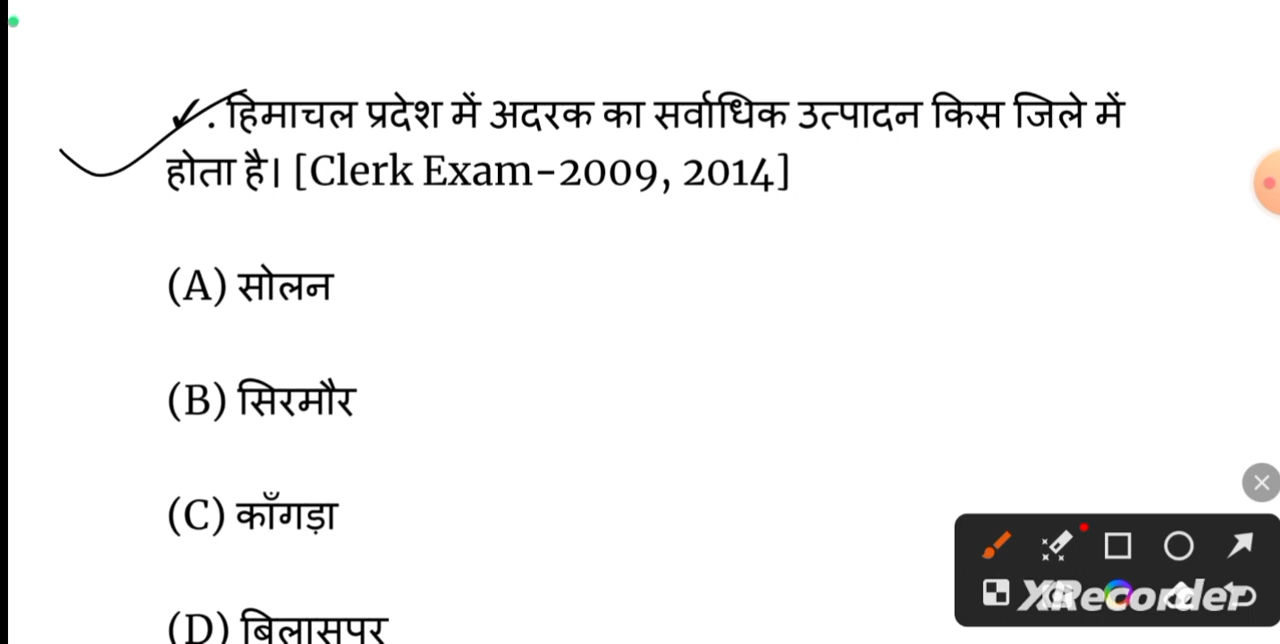 . हिमाचल प्रदेश में अदरक का सर्वाधिक उत्पादन किस जिले में
होता है। [Clerk Exam-2009, 2014]
(A) सोलन
(B) सिरमौर
(C) काँगड़ा
(D) बिलासपुर
XRecorder